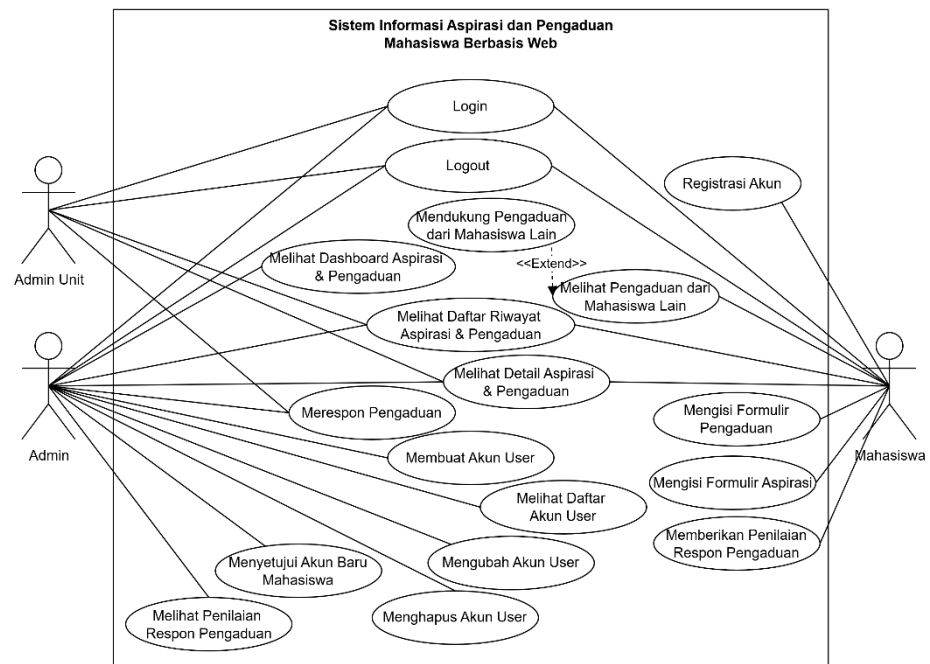 Sistem Informasi Aspirasi dan Pengaduan
Mahasiswa Berbasis Web
Login
Logout
Registrasi Akun
Mendukung Pengaduan
dari Mahasiswa Lain
<<Extend>>
Melihat Dashboard Aspirasi
& Pengaduan
Admin Unit
Melihat Pengaduan dari
Mahasiswa Lain
Melihat Daftar Riwayat
Aspirasi & Pengaduan
Melihat Detail Aspirasi
& Pengaduan
Merespon Pengaduan
Mengisi Formulir
Pengaduan
Admin
Membuat Akun User
Mahasiswa
Mengisi Formulir Aspirasi
Melihat Daftar
Akun User
Memberikan Penilaian
Respon Pengaduan
Menyetujui Akun Baru
Mahasiswa
Mengubah Akun User
Melihat Penilaian
Respon Pengaduan
Menghapus Akun User